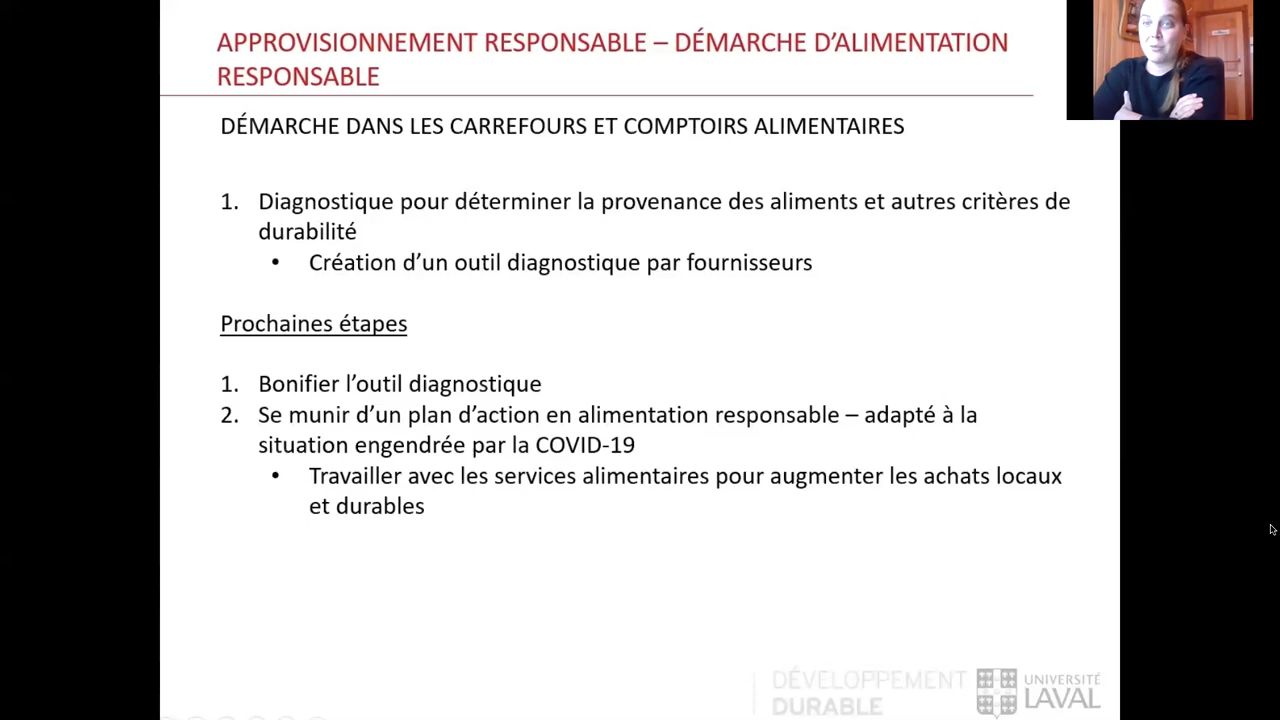 APPROVISIONNEMENT RESPONSABLE – DÉMARCHE D’ALIMENTATION
RESPONSABLE
DÉMARCHE DANS LES CARREFOURS ET COMPTOIRS ALIMENTAIRES
1. Diagnostique pour déterminer la provenance des aliments et autres critères de
durabilité
• Création d’un outil diagnostique par fournisseurs
Prochaines étapes
1. Bonifier l’outil diagnostique
2. Se munir d’un plan d’action en alimentation responsable – adapté à la
situation engendrée par la COVID-19
• Travailler avec les services alimentaires pour augmenter les achats locaux
et durables
DÉVELOPPEMENT
DURABLE
UNIVERSITÉ
LAVAL